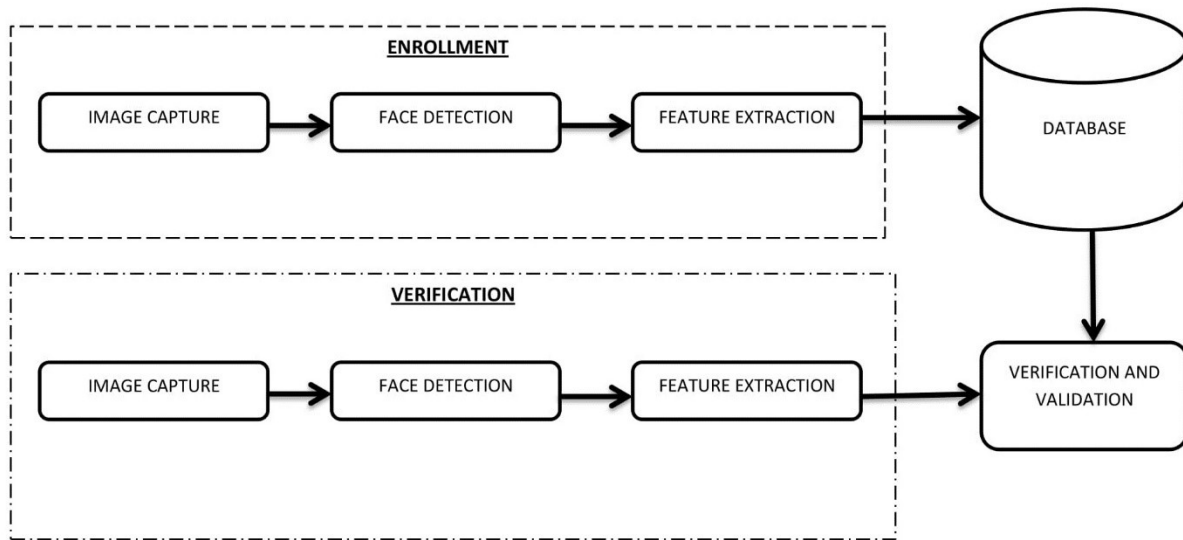 ENROLLMENT
IMAGE CAPTURE
FACE DETECTION
FEATURE EXTRACTION
DATABASE
VERIFICATION
IMAGE CAPTURE
FACE DETECTION
FEATURE EXTRACTION
VERIFICATION AND
VALIDATION